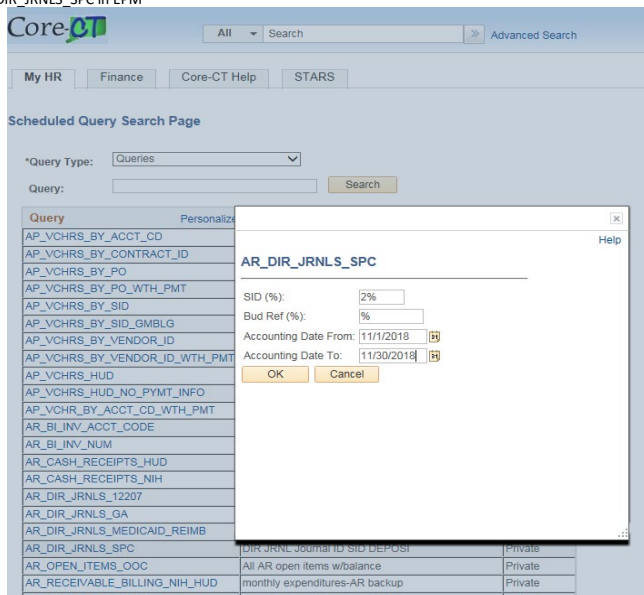 DIR_JRNLS_SPC in EPM
Core-CT
All Search Advanced Search
My HR Finance Core-CT Help STARS
Scheduled Query Search Page
*Query Type: Queries
Query: Search
Query Personalize
AP_VCHRS_BY_ACCT_CD
AP_VCHRS_BY_CONTRACT_ID
AP_VCHRS_BY_PO
AP_VCHRS_BY_PO_WTH_PMT
AP_VCHRS_BY_SID
AP_VCHRS_BY_SID_GMBLG
AP_VCHRS_BY_VENDOR_ID
AP_VCHRS_BY_VENDOR_ID_WTH_PMT
AP_VCHRS_HUD
AP_VCHRS_HUD_NO_PYMT_INFO
AP_VCHR_BY_ACCT_CD_WTH_PMT
AR_BI_INV_ACCT_CODE
AR_BI_INV_NUM
AR_CASH_RECEIPTS_HUD
AR_CASH_RECEIPTS_NIH
AR_DIR_JRNLS_12207
AR_DIR_JRNLS_GA
AR_DIR_JRNLS_MEDICAID_REIMB
AR_DIR_JRNLS_SPC DIR JRNL Journal ID SID DEPOSI Private
AR_OPEN_ITEMS_OOC All AR open items w/balance Private
AR_RECEIVABLE_BILLING_NIH_HUD monthly expenditures-AR backup Private
Help
AR_DIR_JRNLS_SPC
SID (%): 2%
Bud Ref (%): %
Accounting Date From: 11/1/2018
Accounting Date To: 11/30/2018
OK Cancel